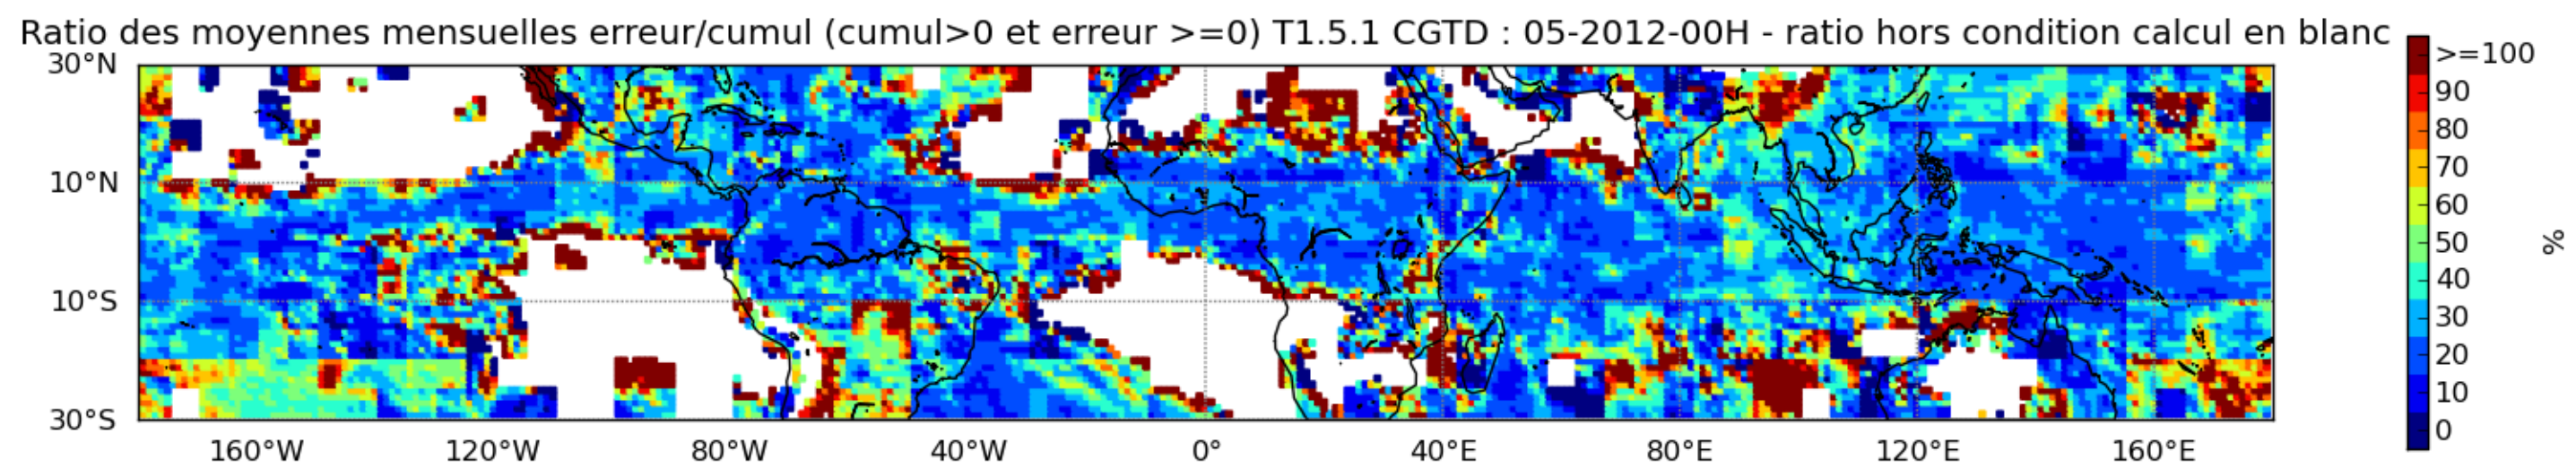 Ratio des moyennes mensuelles erreur/cumul (cumul>0 et erreur >=0) T1.5.1 CGTD : 05-2012-00H - ratio hors condition calcul en blanc
30°N
10°N
10°S
30°S
160°W
120°W
80°W
40°W
0°
40°E
80°E
120°E
160°E
>=100
90
80
70
60
50
40
30
20
10
0
%